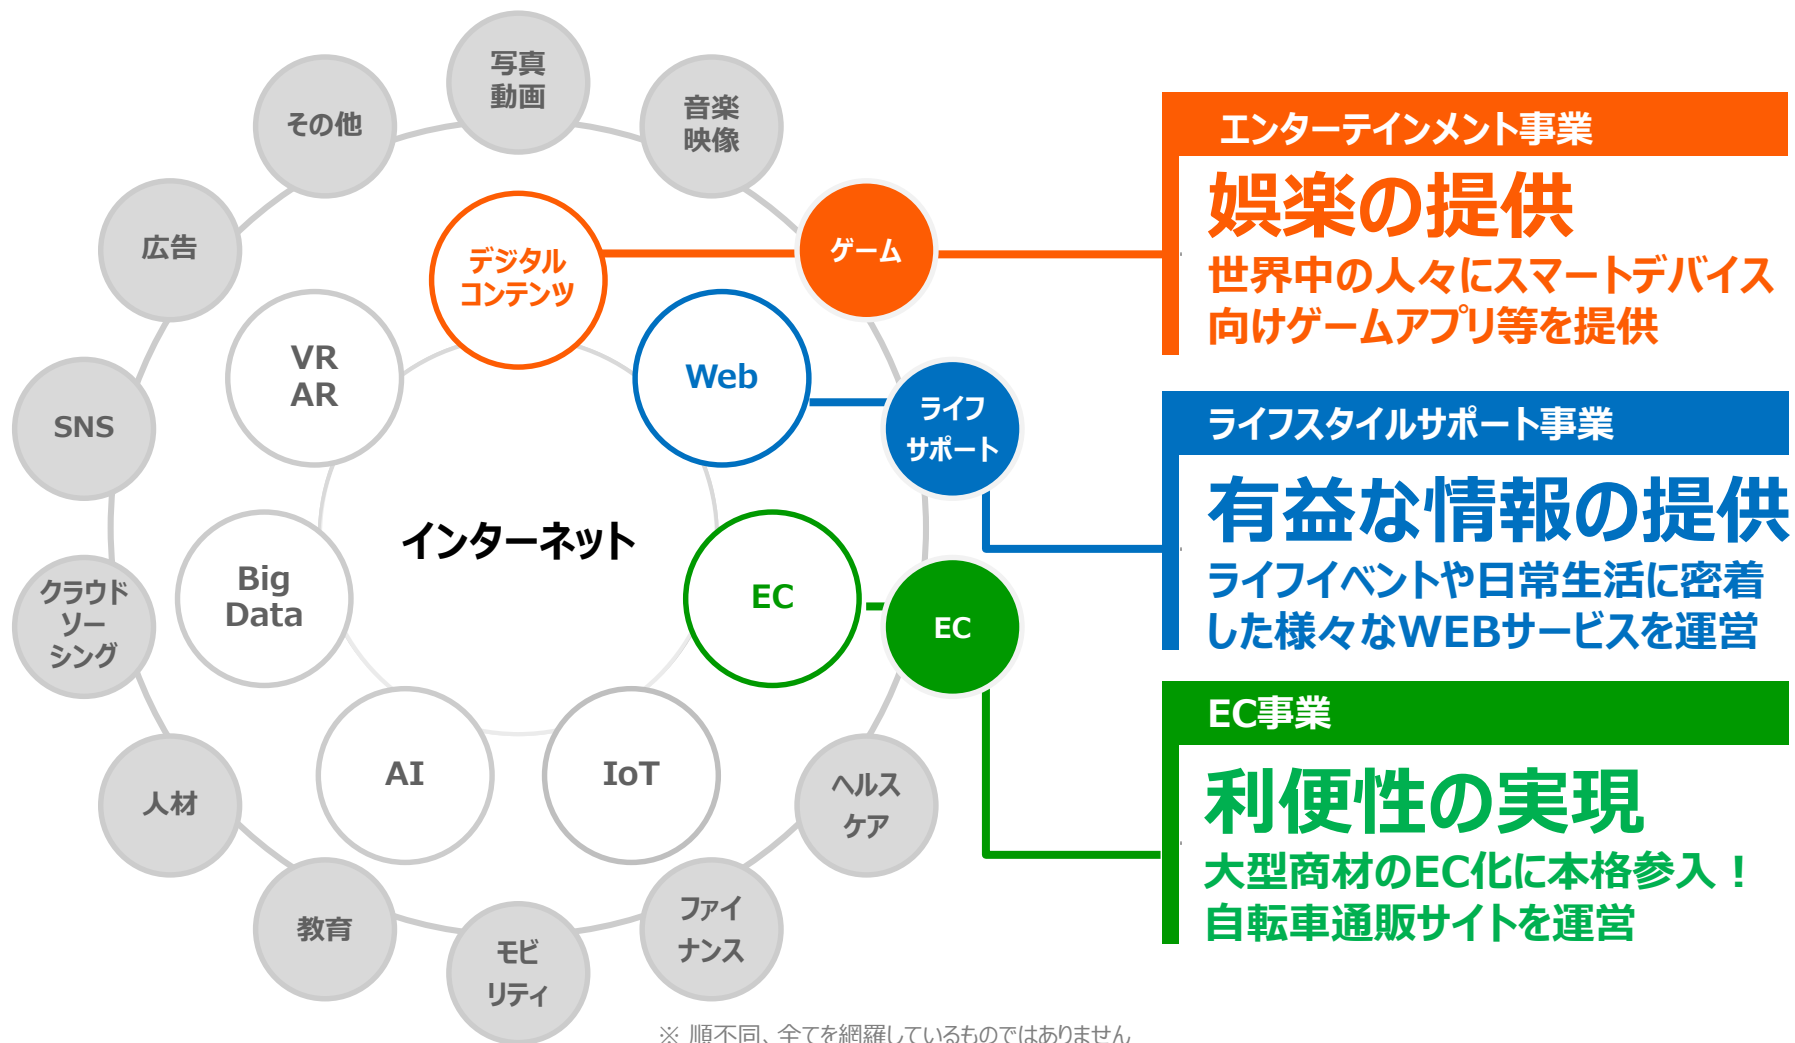 写真
動画
音楽
映像
その他
広告
SNS
クラウド
ソー
シング
人材
教育
モビ
リティ
ファイ
ナンス
ヘルス
ケア
EC
ライフ
サポート
ゲーム
デジタル
コンテンツ
Web
EC
IoT
AI
Big
Data
VR
AR
インターネット
エンターテインメント事業
娯楽の提供
世界中の人々にスマートデバイス
向けゲームアプリ等を提供
ライフスタイルサポート事業
有益な情報の提供
ライフイベントや日常生活に密着
した様々なWEBサービスを運営
EC事業
利便性の実現
大型商材のEC化に本格参入！
自転車通販サイトを運営
※ 順不同、全てを網羅しているものではありません